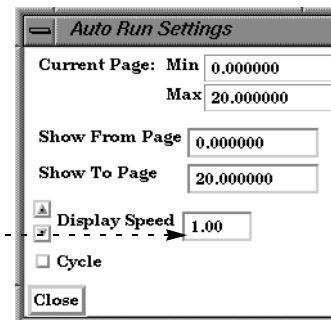 Auto Run Settings
Current Page: Min 0.000000
Max 20.000000
Show From Page 0.000000
Show To Page 20.000000
Display Speed 1.00
Cycle
Close